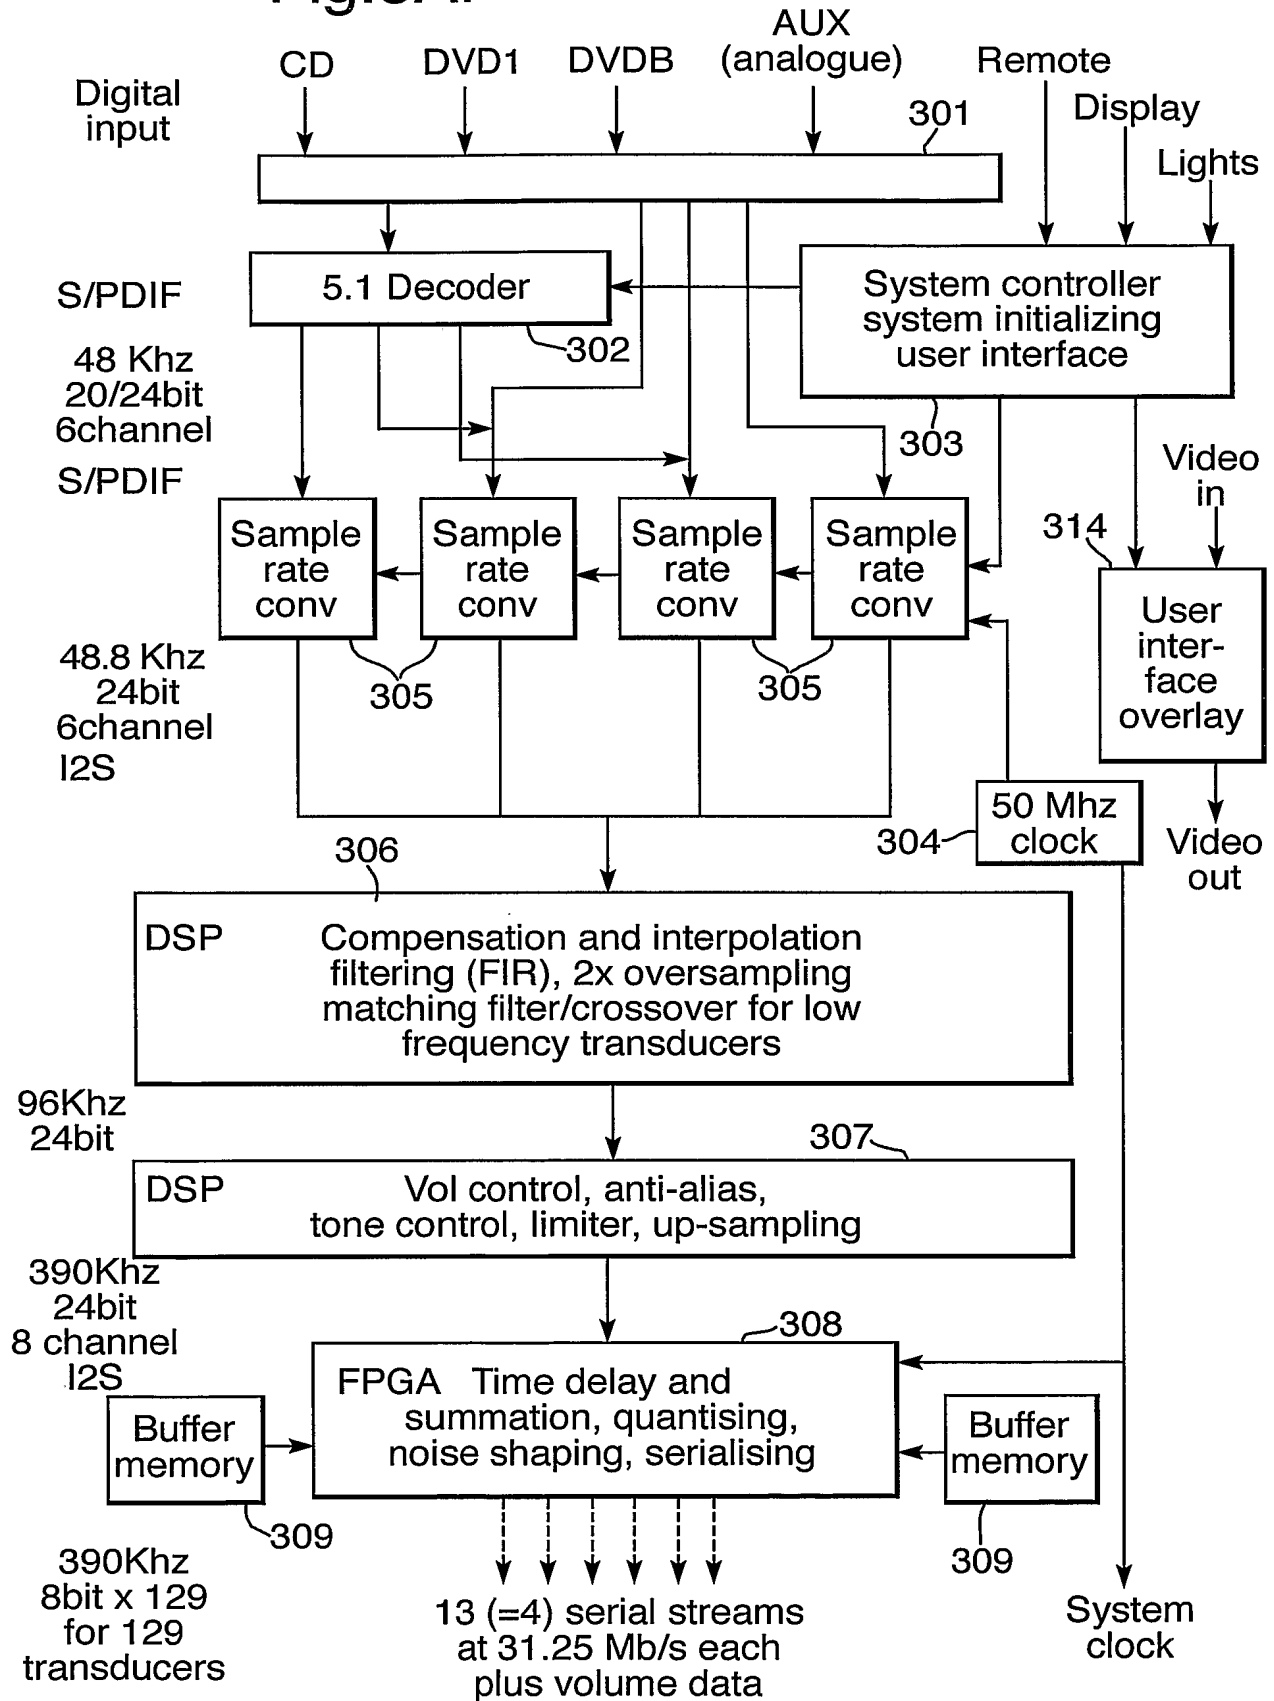 CD
DVD1
DVDB
AUX
(analogue)
Remote
Display
Lights
Digital
input
301
5.1 Decoder
302
System controller
system initializing
user interface
303
S/PDIF
48 Khz
20/24bit
6channel
S/PDIF
Video
in
314
Sample
rate
conv
Sample
rate
conv
Sample
rate
conv
Sample
rate
conv
305
305
User
inter-
face
overlay
48.8 Khz
24bit
6channel
I2S
50 Mhz
clock
304
Video
out
306
DSP
Compensation and interpolation
filtering (FIR), 2x oversampling
matching filter/crossover for low
frequency transducers
96Khz
24bit
307
DSP
Vol control, anti-alias,
tone control, limiter, up-sampling
390Khz
24bit
8 channel
I2S
308
FPGA Time delay and
summation, quantising,
noise shaping, serialising
Buffer
memory
309
Buffer
memory
309
390Khz
8bit x 129
for 129
transducers
13 (=4) serial streams
at 31.25 Mb/s each
plus volume data
System
clock